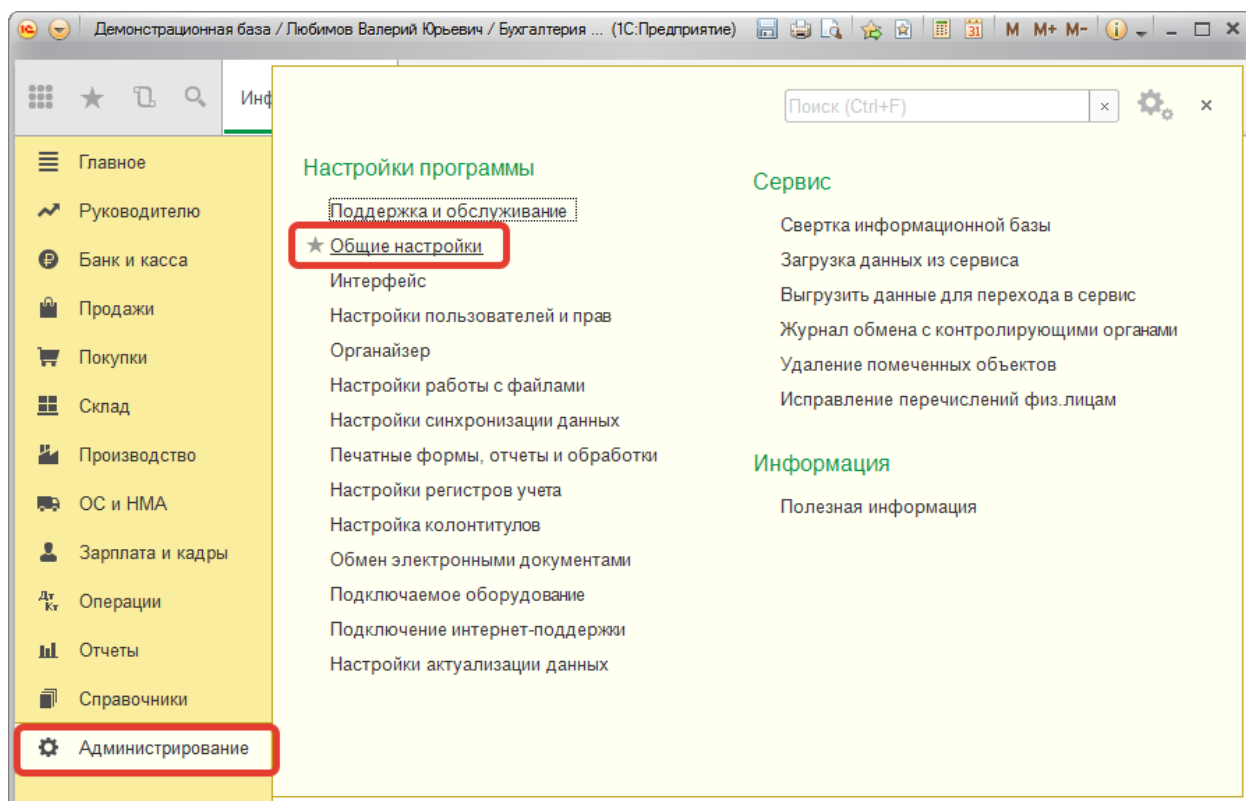 Демонстрационная база / Любимов Валерий Юрьевич / Бухгалтерия ... (1С:Предприятие)
31 M M+ M-
Инф
Поиск (Ctrl+F)
Главное
Руководителю
Банк и касса
Продажи
Покупки
Склад
Производство
ОС и НМА
Зарплата и кадры
Дт Кт Операции
Отчеты
Справочники
Администрирование
Настройки программы
Поддержка и обслуживание
Общие настройки
Интерфейс
Настройки пользователей и прав
Органайзер
Настройки работы с файлами
Настройки синхронизации данных
Печатные формы, отчеты и обработки
Настройки регистров учета
Настройка колонтитулов
Обмен электронными документами
Подключаемое оборудование
Подключение интернет-поддержки
Настройки актуализации данных
Сервис
Свертка информационной базы
Загрузка данных из сервиса
Выгрузить данные для перехода в сервис
Журнал обмена с контролирующими органами
Удаление помеченных объектов
Исправление перечислений физ.лицам
Информация
Полезная информация